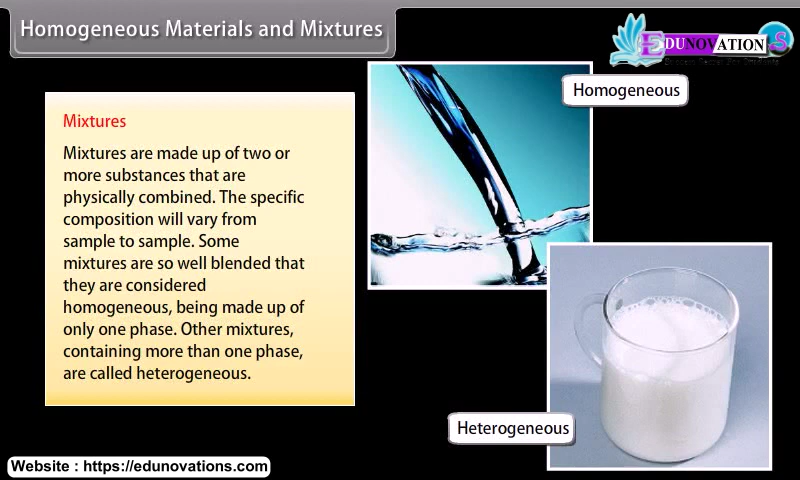 Homogeneous Materials and Mixtures
EDUNOVATION.S
Homogeneous
Mixtures
Mixtures are made up of two or
more substances that are
physically combined. The specific
composition will vary from
sample to sample. Some
mixtures are so well blended that
they are considered
homogeneous, being made up of
only one phase. Other mixtures,
containing more than one phase,
are called heterogeneous.
Heterogeneous
Website : https://edunovations.com